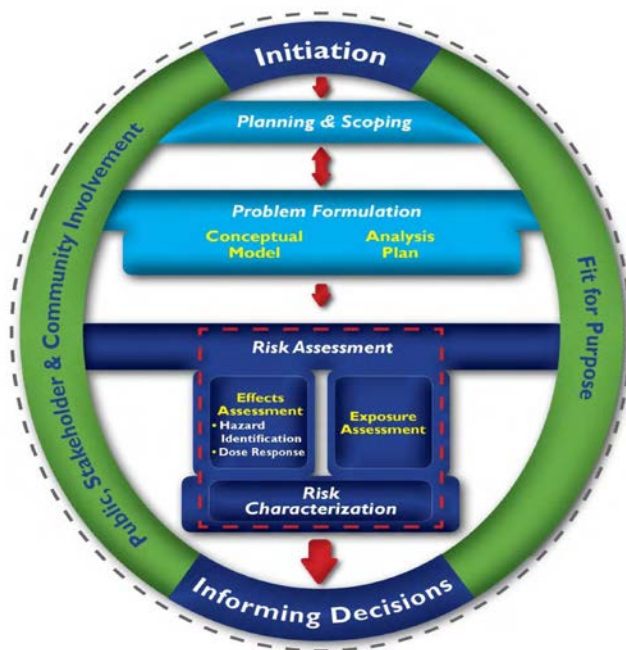 Initiation
Planning & Scoping
Problem Formulation
Conceptual
Model
Analysis
Plan
Public, Stakeholder & Community Involvement
Fit for Purpose
Risk Assessment
Effects
Assessment
• Hazard
Identification
• Dose Response
Exposure
Assessment
Risk
Characterization
Informing Decisions